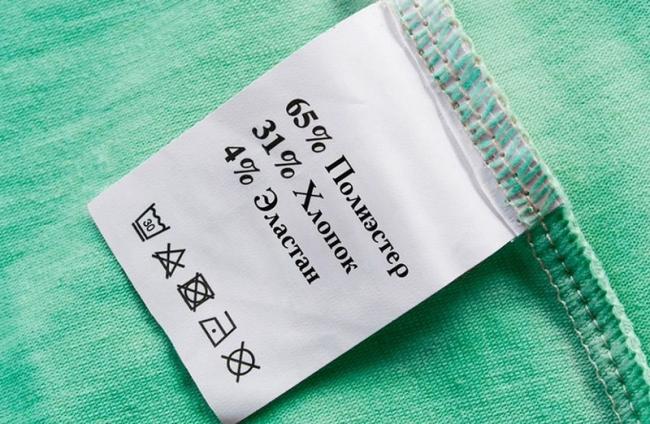 65% Полиэстер
31% Хлопок
4% Эластан
30